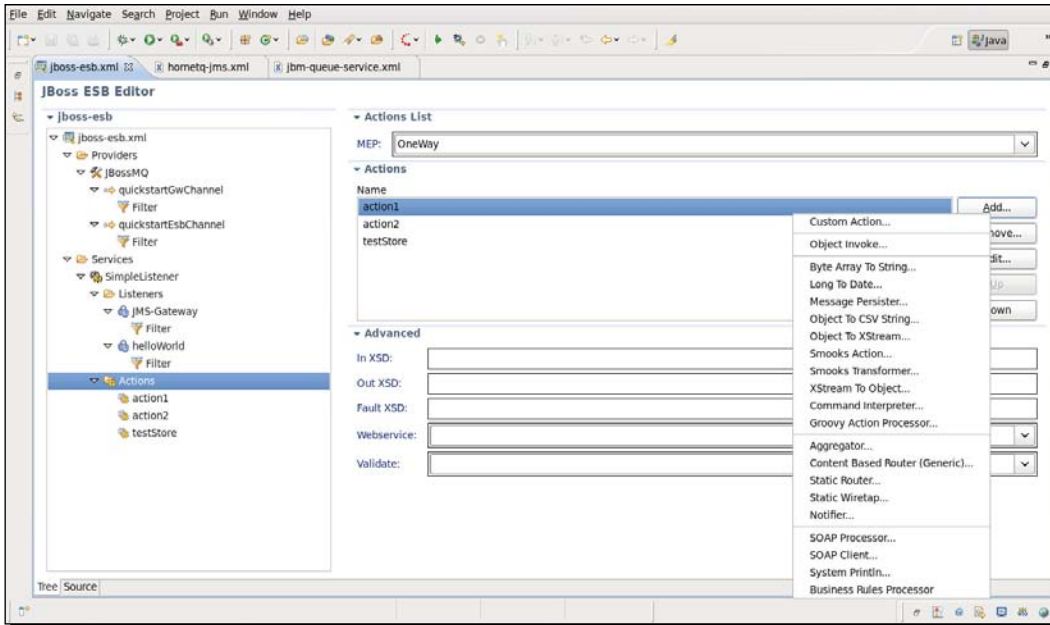 File Edit Navigate Search Project Run Window Help
Java
jboss-esb.xml
hornetq-jms.xml
jbm-queue-service.xml
JBoss ESB Editor
jboss-esb
jboss-esb.xml
Providers
JBossMQ
quickstartGwChannel
Filter
quickstartEsbChannel
Filter
Services
SimpleListener
Listeners
JMS-Gateway
Filter
helloWorld
Filter
Actions
action1
action2
testStore
Actions List
MEP: OneWay
Actions
Name
action1
action2
testStore
Add...
move...
dit...
Up
own
Advanced
In XSD:
Out XSD:
Fault XSD:
Webservice:
Validate:
Custom Action...
Object Invoke...
Byte Array To String...
Long To Date...
Message Persister...
Object To CSV String...
Object To XStream...
Smooks Action...
Smooks Transformer...
XStream To Object...
Command Interpreter...
Groovy Action Processor...
Aggregator...
Content Based Router (Generic)...
Static Router...
Static Wiretap...
Notifier...
SOAP Processor...
SOAP Client...
System Println...
Business Rules Processor
Tree Source